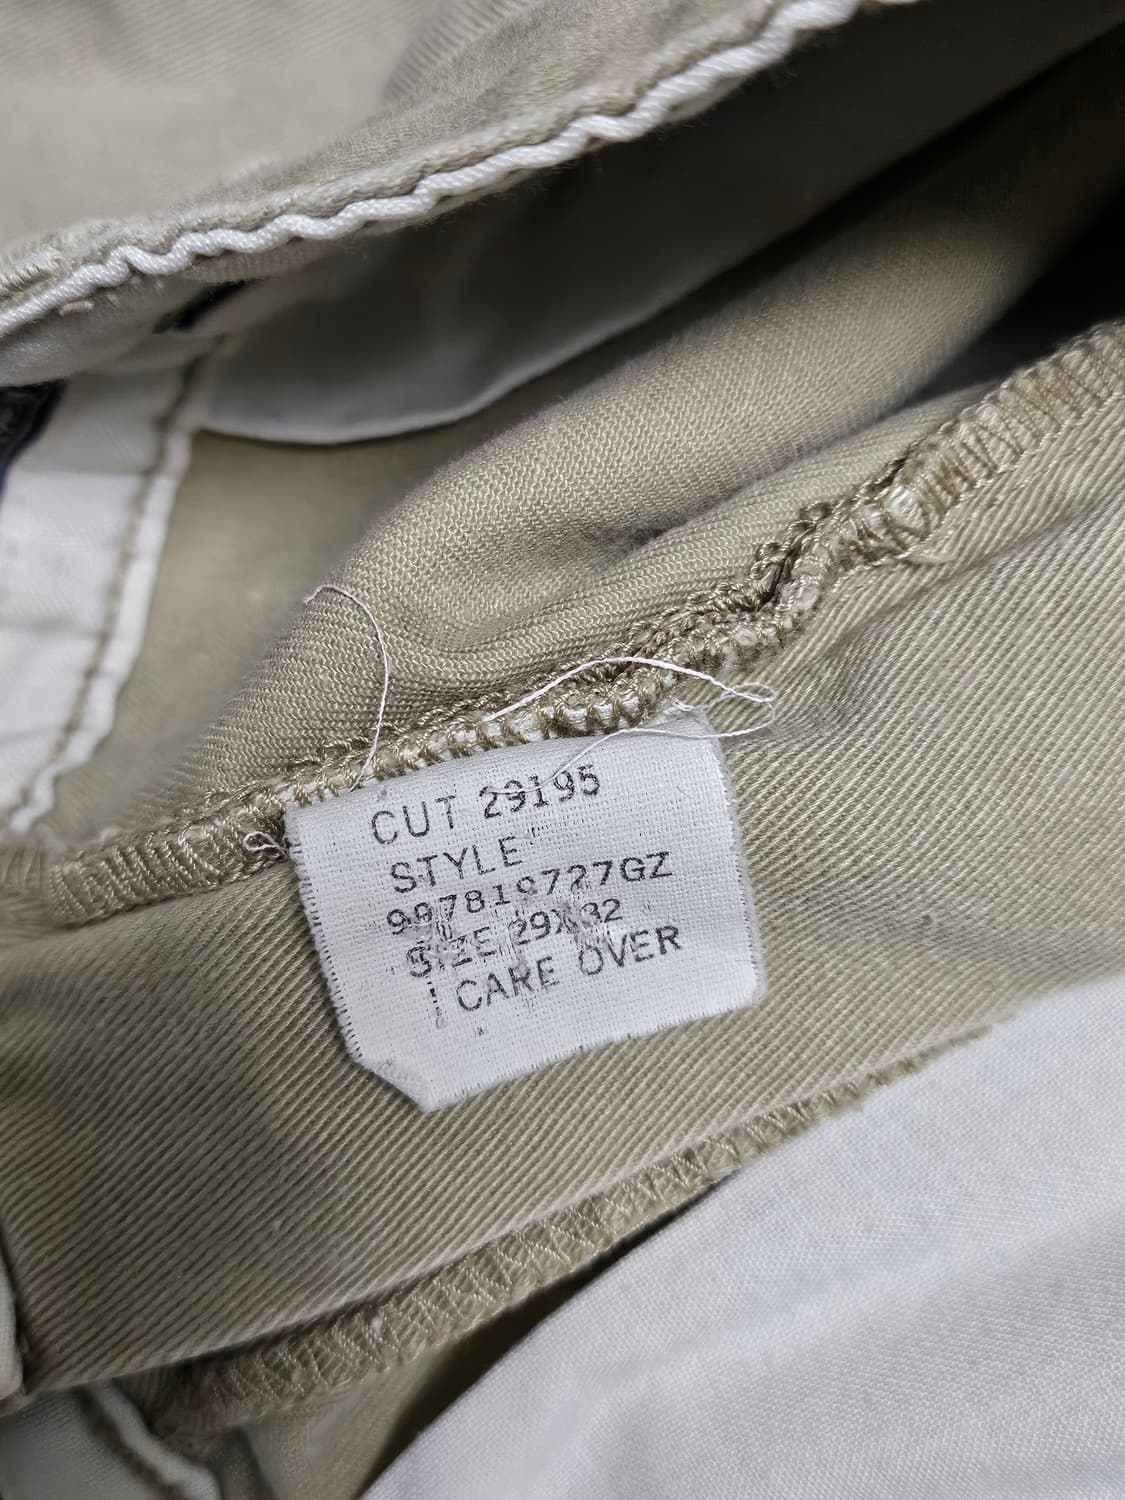 CUT 29195
STYLE
997819727GZ
SIZE 29X32
CARE OVER